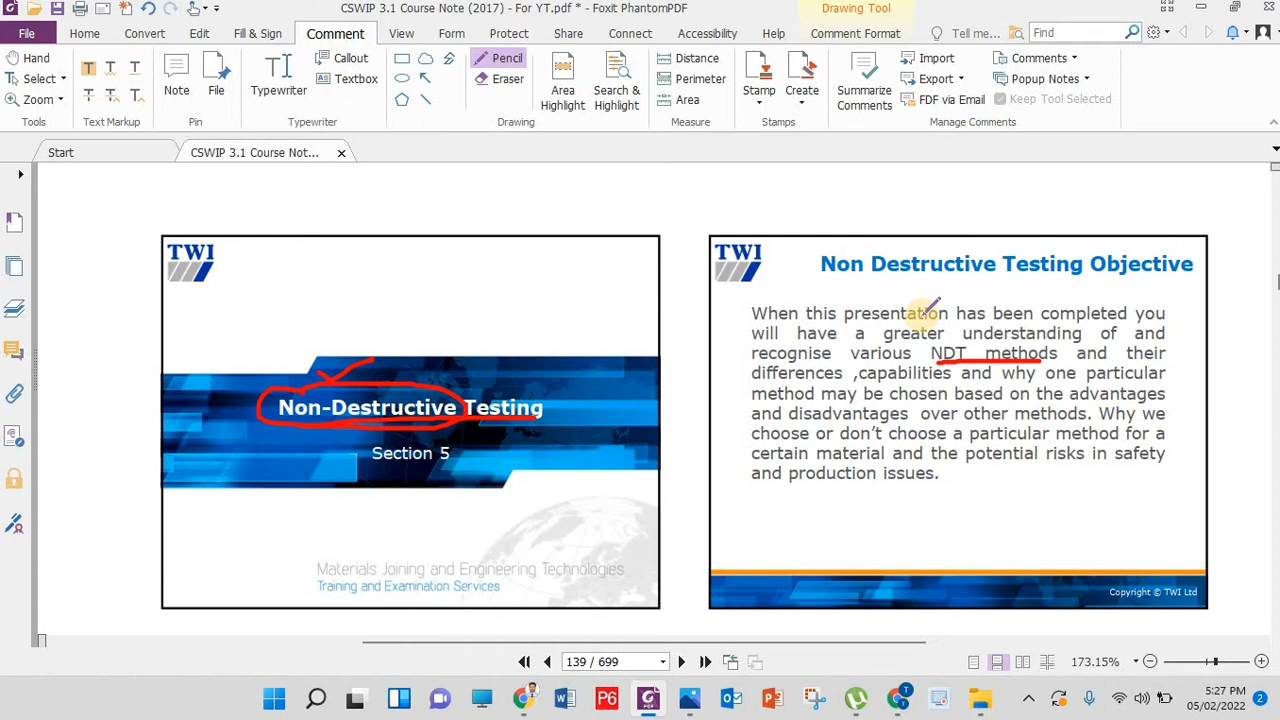 CSWIP 3.1 Course Note (2017) - For YT.pdf * - Foxit PhantomPDF
Drawing Tool
File Home Convert Edit Fill & Sign Comment View Form Protect Share Connect Accessibility Help Comment Format Tell me... Find
Hand
Select
Zoom
Tools
T T T
T T T
Text Markup
Note
File
Pin
Typewriter
Callout
Textbox
Typewriter
Pencil
Eraser
Area Highlight
Search & Highlight
Drawing
Distance
Perimeter
Area
Measure
Stamp
Create
Stamps
Summarize Comments
Import
Export
FDF via Email
Comments
Popup Notes
Keep Tool Selected
Manage Comments
Start
CSWIP 3.1 Course Not...
TWI
Non-Destructive Testing
Section 5
Materials Joining and Engineering Technologies
Training and Examination Services
TWI
Non Destructive Testing Objective
When this presentation has been completed you
will have a greater understanding of and
recognise various NDT methods and their
differences ,capabilities and why one particular
method may be chosen based on the advantages
and disadvantages over other methods. Why we
choose or don't choose a particular method for a
certain material and the potential risks in safety
and production issues.
Copyright © TWI Ltd
139 / 699
173.15%
P6
5:27 PM
05/02/2022
2